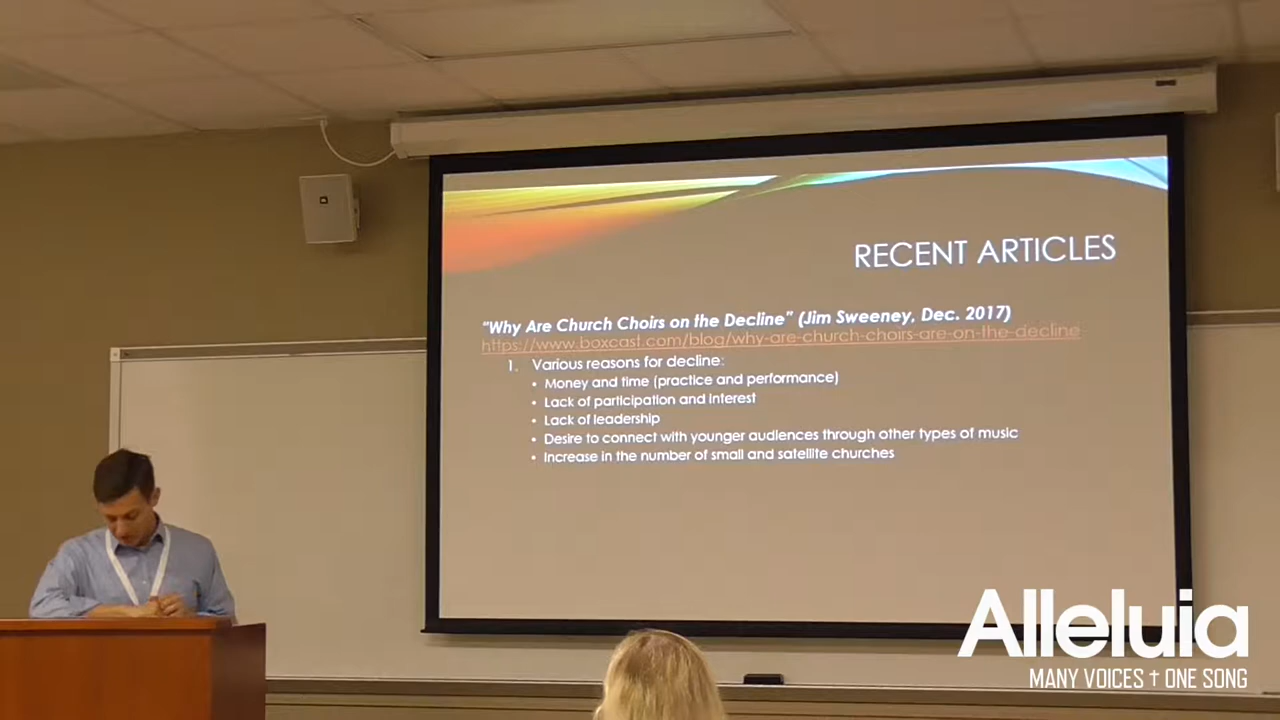 RECENT ARTICLES
"Why Are Church Choirs on the Decline" (Jim Sweeney, Dec. 2017)
https://www.boxcast.com/blog/why-are-church-choirs-are-on-the-decline
1. Various reasons for decline:
• Money and time (practice and performance)
• Lack of participation and interest
• Lack of leadership
• Desire to connect with younger audiences through other types of music
• Increase in the number of small and satellite churches
Alleluia
MANY VOICES † ONE SONG